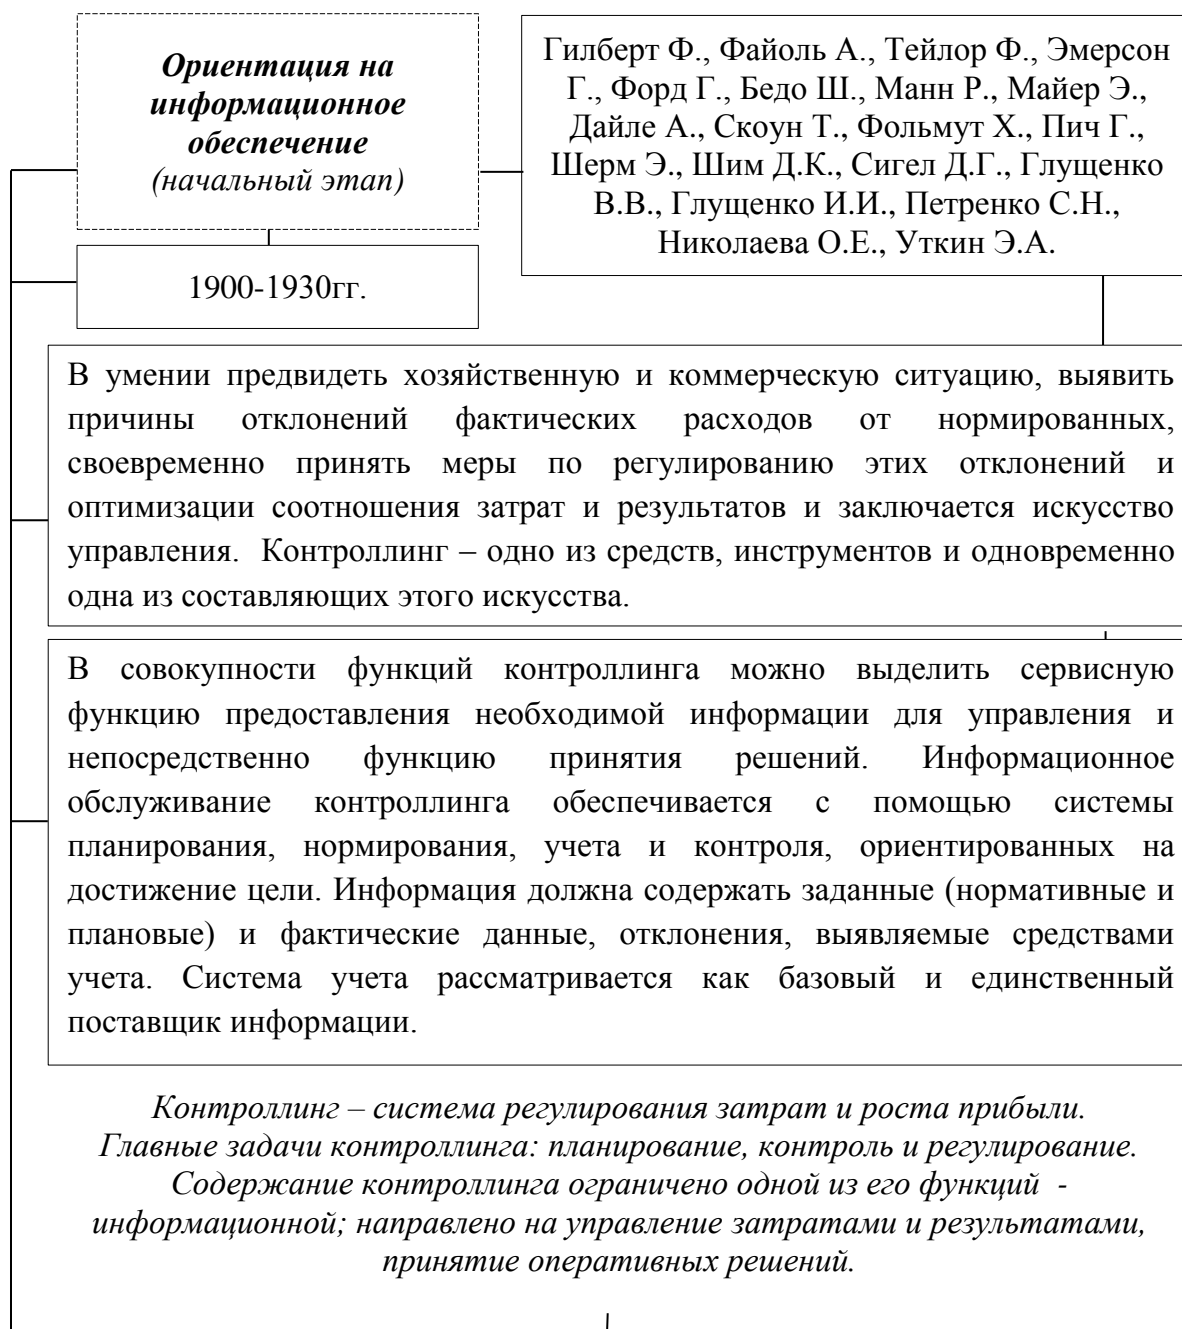 Ориентация на
информационное
обеспечение
(начальный этап)
Гилберт Ф., Файоль А., Тейлор Ф., Эмерсон
Г., Форд Г., Бедо Ш., Манн Р., Майер Э.,
Дайле А., Скоун Т., Фольмут Х., Пич Г.,
Шерм Э., Шим Д.К., Сигел Д.Г., Глущенко
В.В., Глущенко И.И., Петренко С.Н.,
Николаева О.Е., Уткин Э.А.
1900-1930гг.
В умении предвидеть хозяйственную и коммерческую ситуацию, выявить
причины отклонений фактических расходов от нормированных,
своевременно принять меры по регулированию этих отклонений и
оптимизации соотношения затрат и результатов и заключается искусство
управления. Контроллинг – одно из средств, инструментов и одновременно
одна из составляющих этого искусства.
В совокупности функций контроллинга можно выделить сервисную
функцию предоставления необходимой информации для управления и
непосредственно функцию принятия решений. Информационное
обслуживание контроллинга обеспечивается с помощью системы
планирования, нормирования, учета и контроля, ориентированных на
достижение цели. Информация должна содержать заданные (нормативные и
плановые) и фактические данные, отклонения, выявляемые средствами
учета. Система учета рассматривается как базовый и единственный
поставщик информации.
Контроллинг – система регулирования затрат и роста прибыли.
Главные задачи контроллинга: планирование, контроль и регулирование.
Содержание контроллинга ограничено одной из его функций -
информационной; направлено на управление затратами и результатами,
принятие оперативных решений.